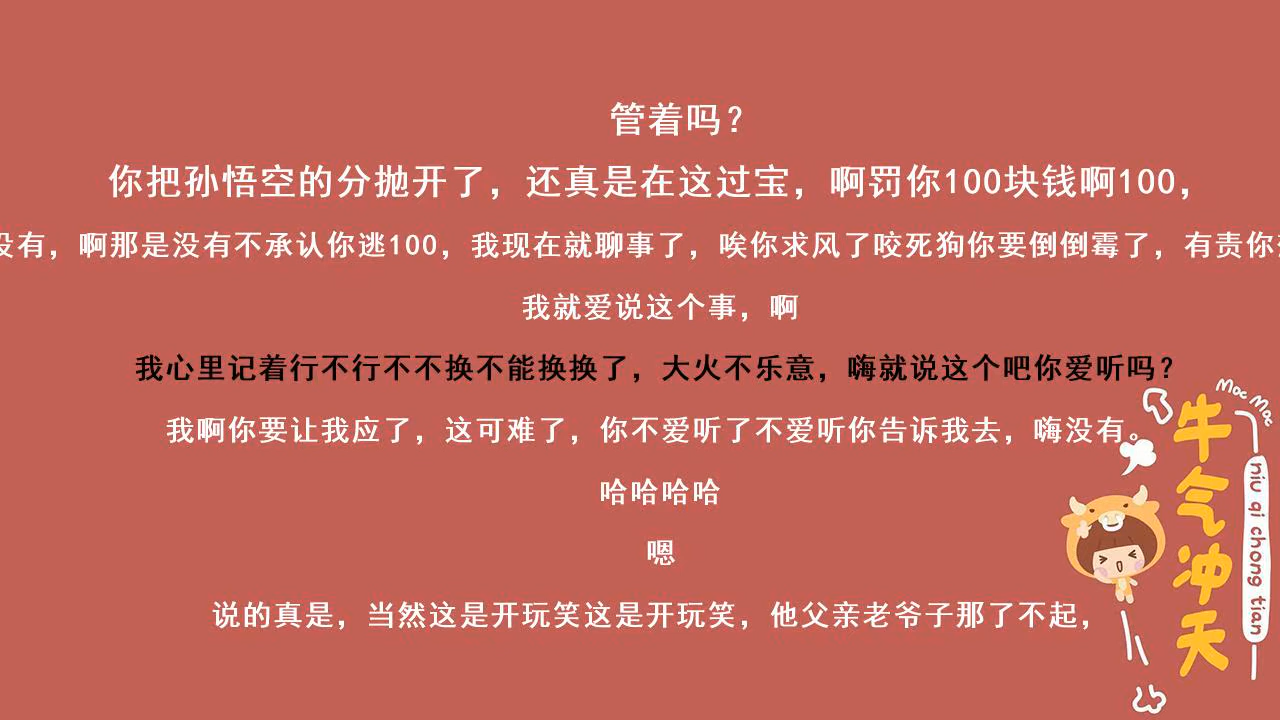 管着吗？
你把孙悟空的分抛开了，还真是在这过宝，啊罚你100块钱啊100，
没有，啊那是没有不承认你逃100，我现在就聊事了，唉你求风了咬死狗你要倒倒霉了，有责你
我就爱说这个事，啊
我心里记着行不行不不换不能换换了，大火不乐意，嗨就说这个吧你爱听吗？
我啊你要让我应了，这可难了，你不爱听了不爱听你告诉我去，嗨没有。
哈哈哈哈
嗯
说的真是，当然这是开玩笑这是开玩笑，他父亲老爷子那了不起，
Moc Moc
牛气冲天
niu qi chong tian